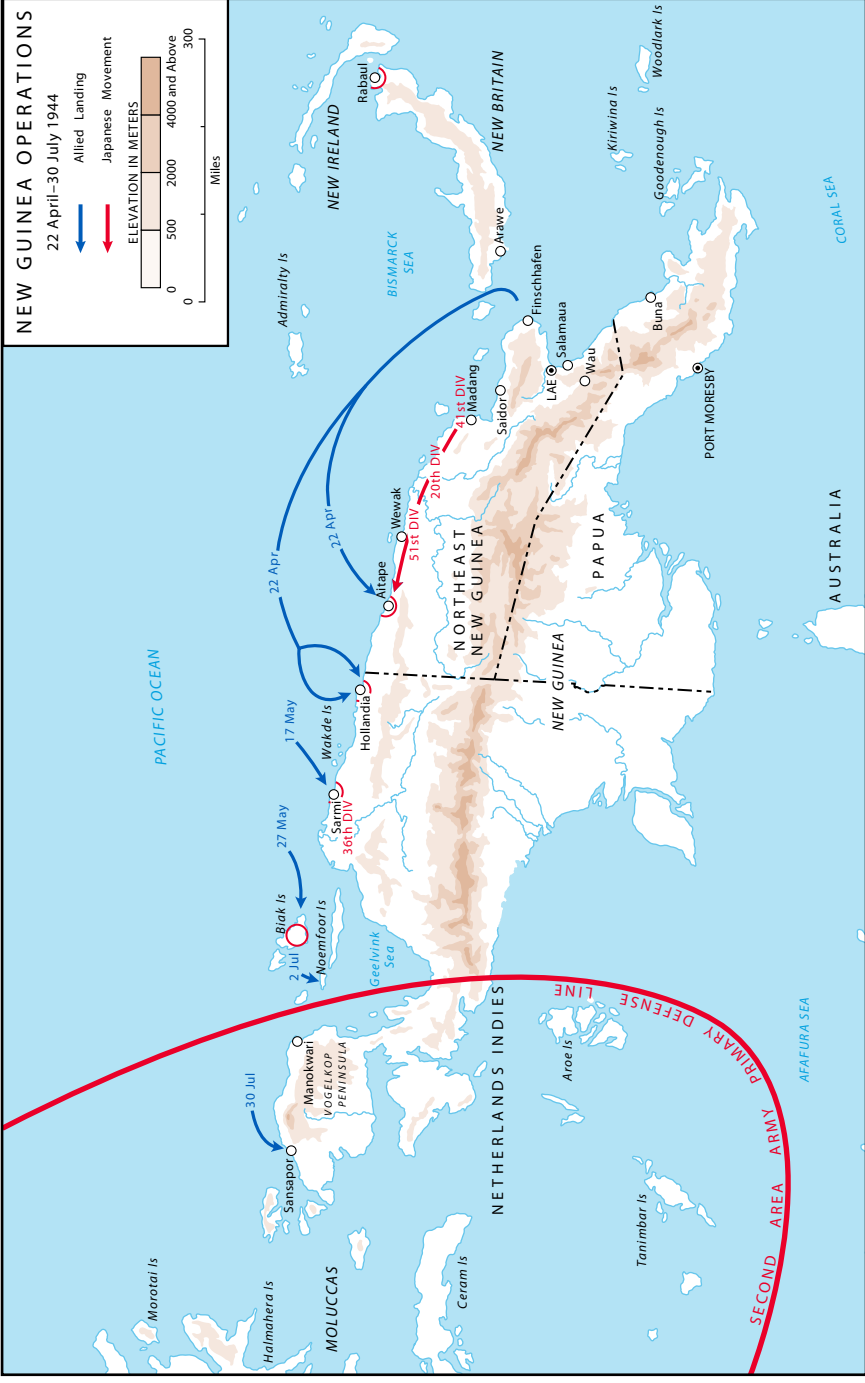 NEW GUINEA OPERATIONS
22 April–30 July 1944
Allied Landing
Japanese Movement
ELEVATION IN METERS
0 500 2000 4000 and Above
0 300
Miles
Morotai Is
Halmahera Is
MOLUCCAS
Ceram Is
Sansapor
30 Jul
Manokwari
VOGELKOP
PENINSULA
NETHERLANDS INDIES
Tanimbar Is
Aroe Is
SECOND AREA ARMY PRIMARY DEFENSE LINE
AFAFURA SEA
2 Jul
Biak Is
Noemfoor Is
Geelvink
Sea
27 May
PACIFIC OCEAN
17 May
Sarmi
36th DIV
Wakde Is
Hollandia
22 Apr
22 Apr
Aitape
Wewak
51st DIV
20th DIV
41st DIV
Madang
NORTHEAST
NEW GUINEA
NEW GUINEA
PAPUA
AUSTRALIA
Saidor
LAE
Salamaua
Wau
Finschhafen
Buna
PORT MORESBY
Admiralty Is
BISMARCK
SEA
NEW IRELAND
Rabaul
NEW BRITAIN
Arawe
Kiriwina Is
Woodlark Is
Goodenough Is
CORAL SEA